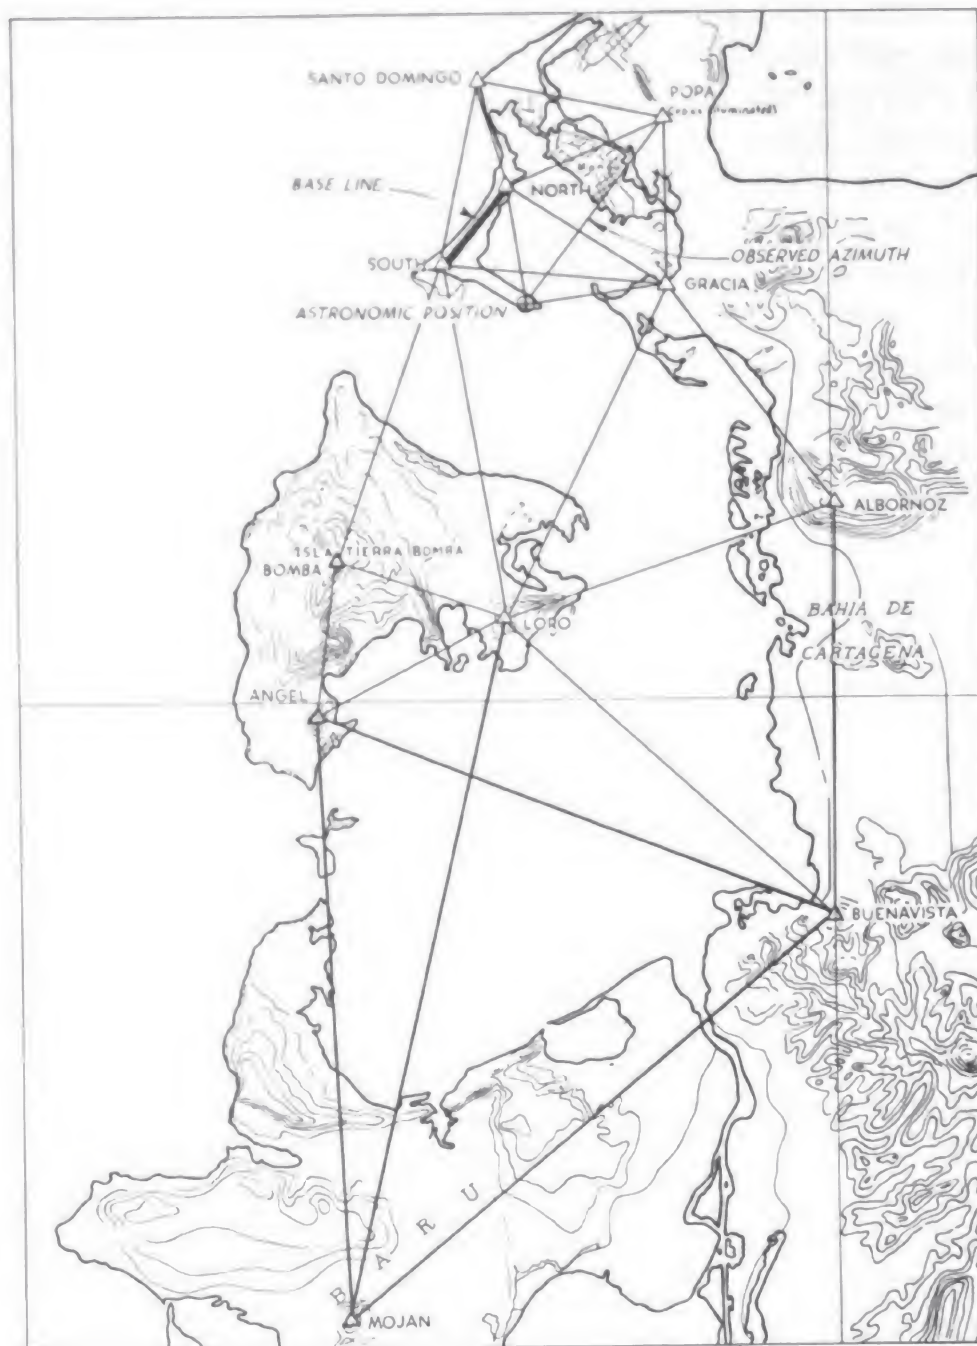 SANTO DOMINGO
POPA
BASE LINE
NORTH
OBSERVED AZIMUTH
SOUTH
GRACIA
ASTRONOMIC POSITION
ALBORNOZ
ISLA TIERRA BOMBA
BOMBA
LORO
BAHIA DE
CARTAGENA
ANGEL
BUENAVISTA
BARU
MOJAN